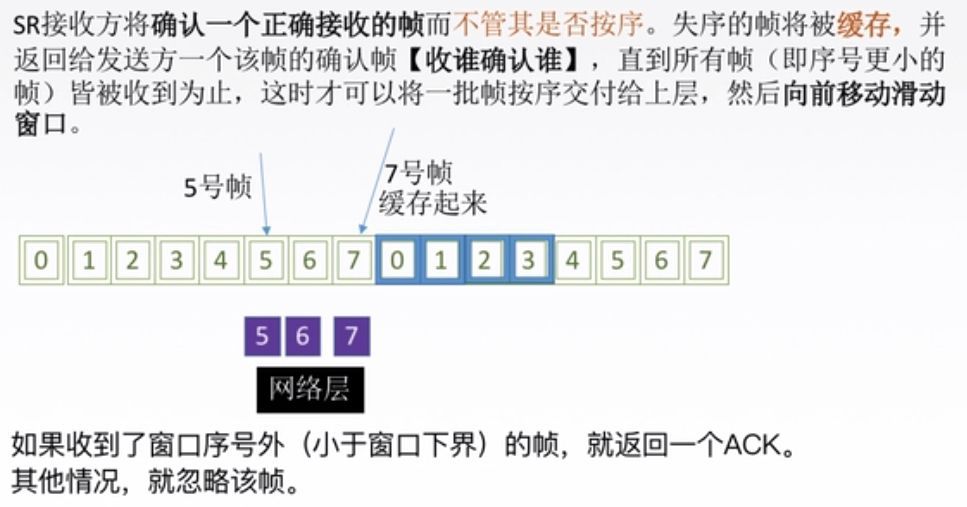 SR接收方将确认一个正确接收的帧而不管其是否按序。失序的帧将被缓存，并
返回给发送方一个该帧的确认帧【收谁确认谁】，直到所有帧（即序号更小的
帧）皆被收到为止，这时才可以将一批帧按序交付给上层，然后向前移动滑动
窗口。
5号帧
7号帧
缓存起来
0 1 2 3 4 5 6 7 0 1 2 3 4 5 6 7
5 6 7
网络层
如果收到了窗口序号外（小于窗口下界）的帧，就返回一个ACK。
其他情况，就忽略该帧。